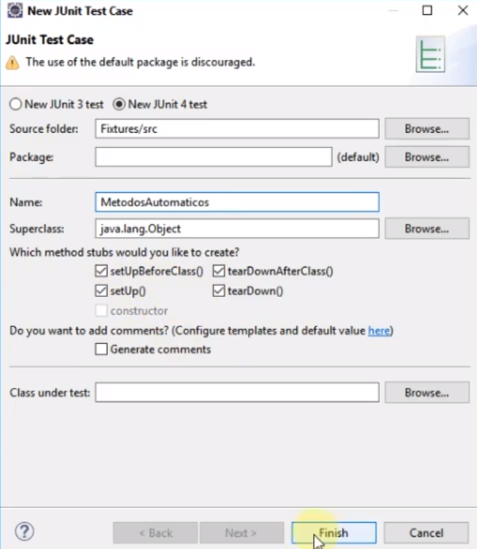 New JUnit Test Case
JUnit Test Case
The use of the default package is discouraged.
New JUnit 3 test New JUnit 4 test
Source folder: Fixtures/src Browse...
Package: (default) Browse...
Name: MetodosAutomaticos
Superclass: java.lang.Object Browse...
Which method stubs would you like to create?
setUpBeforeClass() tearDownAfterClass()
setUp() tearDown()
constructor
Do you want to add comments? (Configure templates and default value here)
Generate comments
Class under test: Browse...
? < Back Next > Finish Cancel